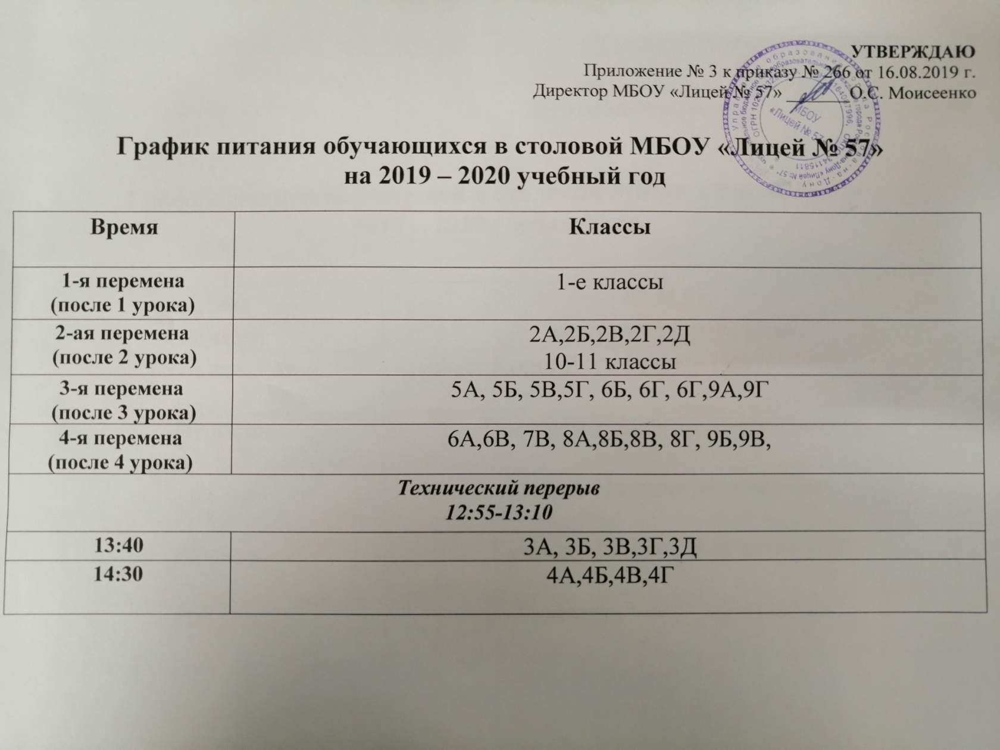 УТВЕРЖДАЮ
Приложение № 3 к приказу № 266 от 16.08.2019 г.
Директор МБОУ «Лицей № 57» ________ О.С. Моисеенко
МБОУ
«Лицей № 57»
График питания обучающихся в столовой МБОУ «Лицей № 57»
на 2019 – 2020 учебный год
Время
Классы
1-я перемена
(после 1 урока)
1-е классы
2-ая перемена
(после 2 урока)
2А,2Б,2В,2Г,2Д
10-11 классы
3-я перемена
(после 3 урока)
5А, 5Б, 5В,5Г, 6Б, 6Г, 6Г,9А,9Г
4-я перемена
(после 4 урока)
6А,6В, 7В, 8А,8Б,8В, 8Г, 9Б,9В,
Технический перерыв
12:55-13:10
13:40
3А, 3Б, 3В,3Г,3Д
14:30
4А,4Б,4В,4Г